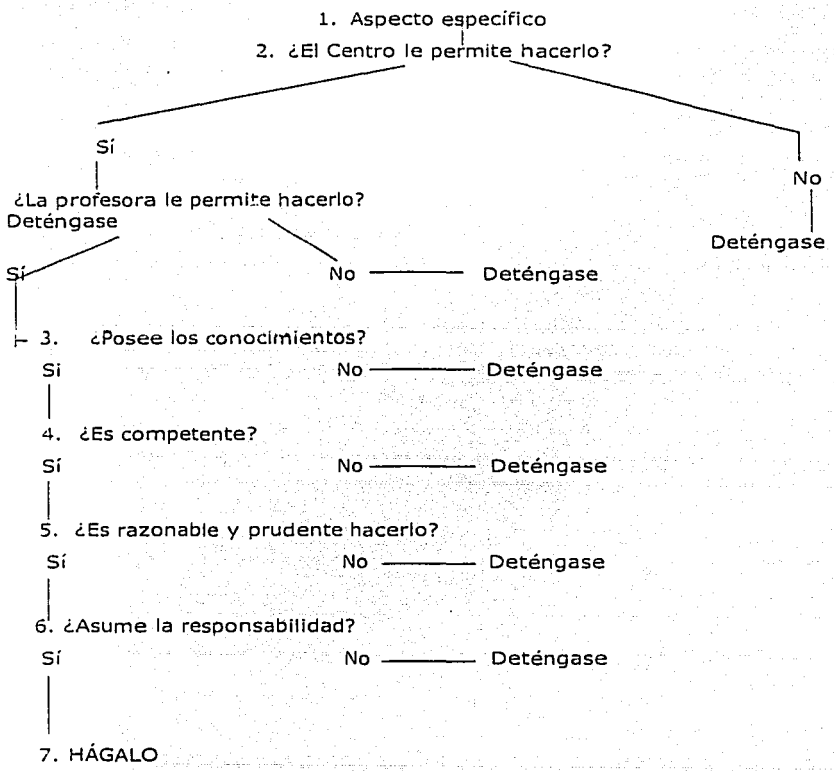 1. Aspecto específico
2. ¿El Centro le permite hacerlo?
Sí
No
¿La profesora le permite hacerlo?
Deténgase
Deténgase
Sí
No Deténgase
3. ¿Posee los conocimientos?
Si
No Deténgase
4. ¿Es competente?
Sí
No Deténgase
5. ¿Es razonable y prudente hacerlo?
Sí
No Deténgase
6. ¿Asume la responsabilidad?
Sí
No Deténgase
7. HÁGALO